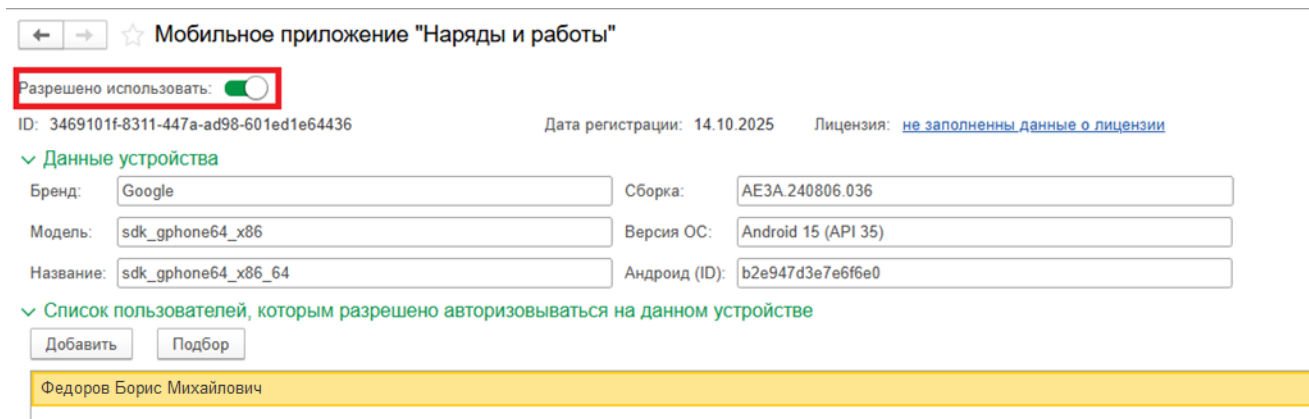 Мобильное приложение "Наряды и работы"
Разрешено использовать:
ID: 3469101f-8311-447a-ad98-601ed1e64436 Дата регистрации: 14.10.2025 Лицензия: не заполненны данные о лицензии
Данные устройства
Бренд: Google Сборка: AE3A.240806.036
Модель: sdk_gphone64_x86 Версия ОС: Android 15 (API 35)
Название: sdk_gphone64_x86_64 Андроид (ID): b2e947d3e7e6f6e0
Список пользователей, которым разрешено авторизовываться на данном устройстве
Добавить Подбор
Федоров Борис Михайлович